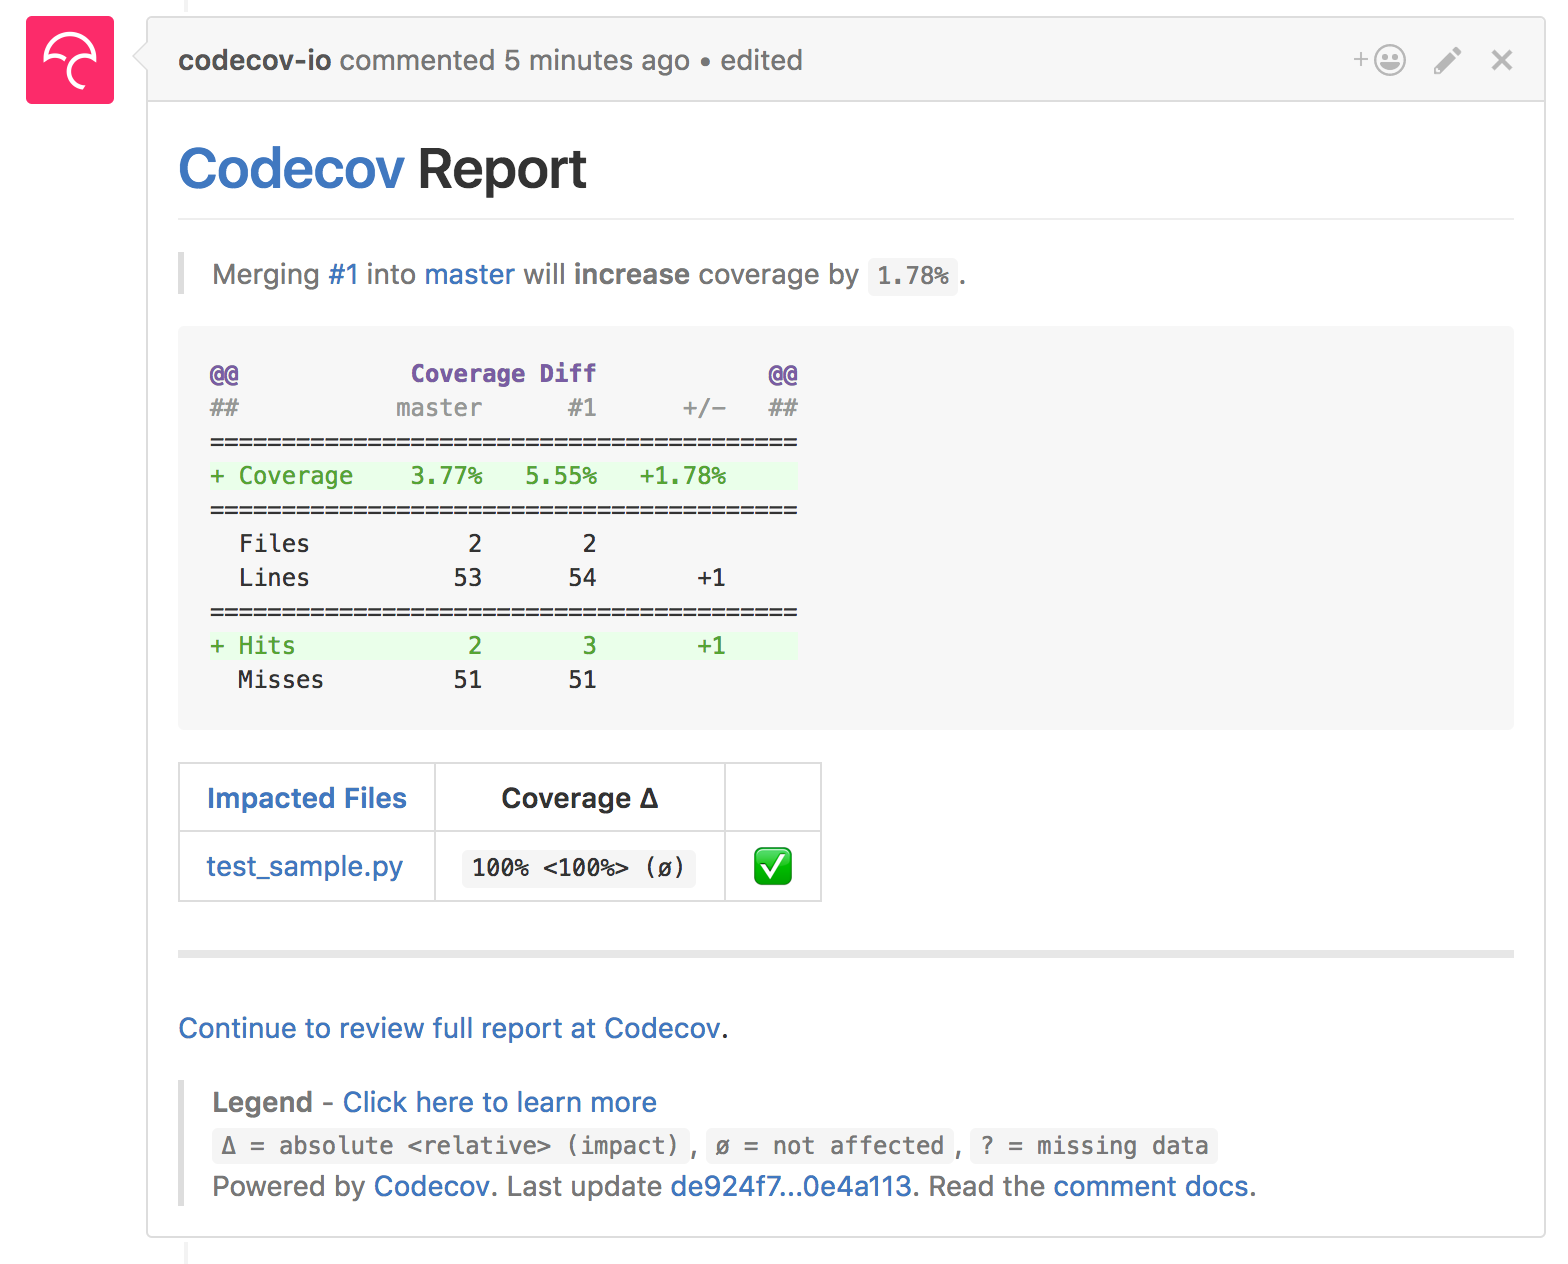 codecov-io commented 5 minutes ago • edited
Codecov Report
Merging #1 into master will increase coverage by 1.78%.
@@            Coverage Diff            @@
##           master      #1      +/-   ##
=========================================
+ Coverage    3.77%   5.55%   +1.78%
=========================================
  Files           2       2
  Lines          53      54       +1
=========================================
+ Hits            2       3       +1
  Misses         51      51
Impacted Files Coverage Δ
test_sample.py 100% <100%> (ø) ✅
Continue to review full report at Codecov.
Legend - Click here to learn more
Δ = absolute <relative> (impact), ø = not affected, ? = missing data
Powered by Codecov. Last update de924f7...0e4a113. Read the comment docs.